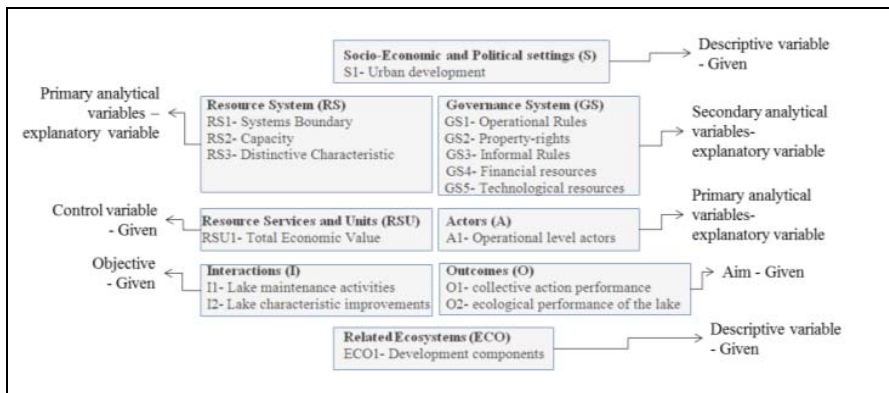 Socio-Economic and Political settings (S)
S1- Urban development
Descriptive variable
- Given
Primary analytical
variables –
explanatory variable
Resource System (RS)
RS1- Systems Boundary
RS2- Capacity
RS3- Distinctive Characteristic
Governance System (GS)
GS1- Operational Rules
GS2- Property-rights
GS3- Informal Rules
GS4- Financial resources
GS5- Technological resources
Secondary analytical
variables-
explanatory variable
Control variable
- Given
Resource Services and Units (RSU)
RSU1- Total Economic Value
Actors (A)
A1- Operational level actors
Primary analytical
variables-
explanatory variable
Objective
- Given
Interactions (I)
I1- Lake maintenance activities
I2- Lake characteristic improvements
Outcomes (O)
O1- collective action performance
O2- ecological performance of the lake
Aim - Given
Related Ecosystems (ECO)
ECO1- Development components
Descriptive variable
- Given